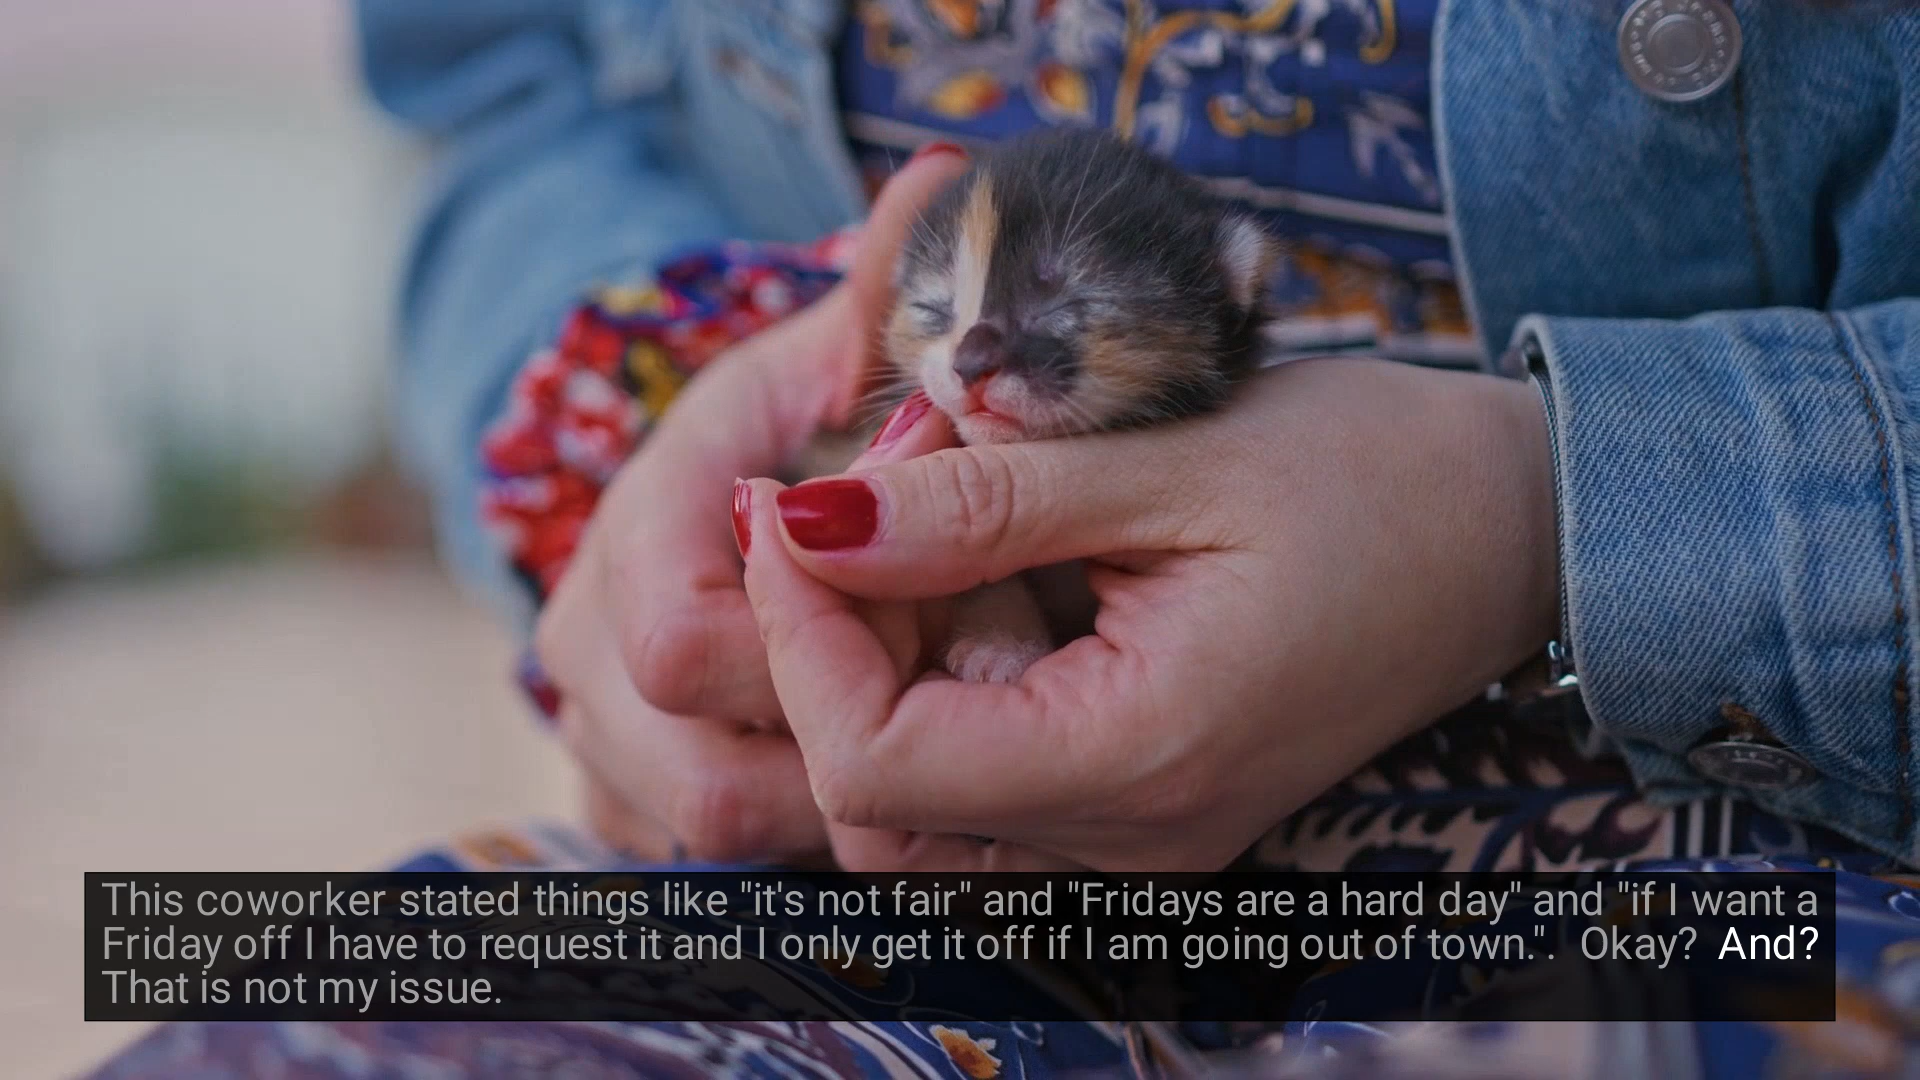 This coworker stated things like "it's not fair" and "Fridays are a hard day" and "if I want a
Friday off I have to request it and I only get it off if I am going out of town.".  Okay?  And?
That is not my issue.